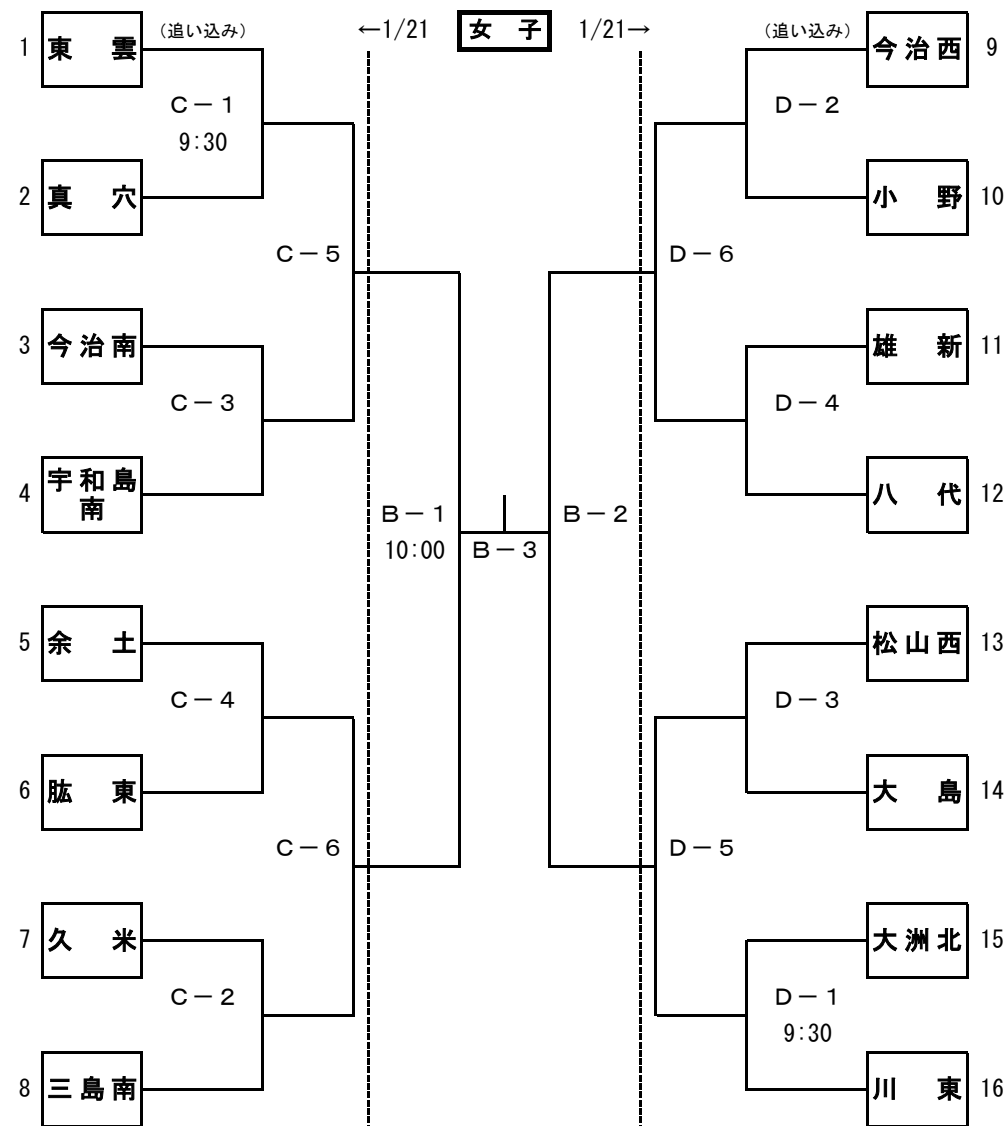 ←1/21 女 子 1/21→
1 東 雲 (追い込み)
C－1
9:30
2 真 穴
C－5
3 今治南
C－3
4 宇和島
南
B－1
10:00
B－3
5 余 土
C－4
6 肱 東
C－6
7 久 米
C－2
8 三島南
(追い込み) 今治西 9
D－2
小 野 10
D－6
雄 新 11
D－4
八 代 12
B－2
松山西 13
D－3
大 島 14
D－5
大洲北 15
D－1
9:30
川 東 16